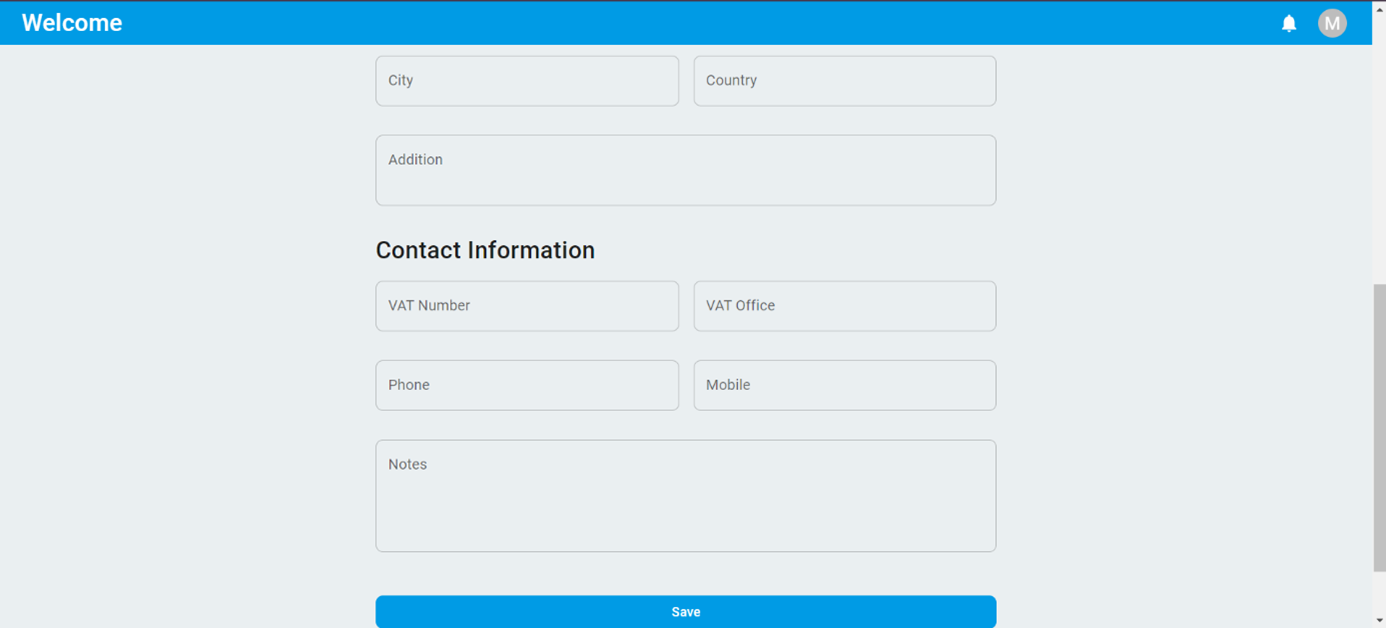 Welcome
M
City
Country
Addition
Contact Information
VAT Number
VAT Office
Phone
Mobile
Notes
Save